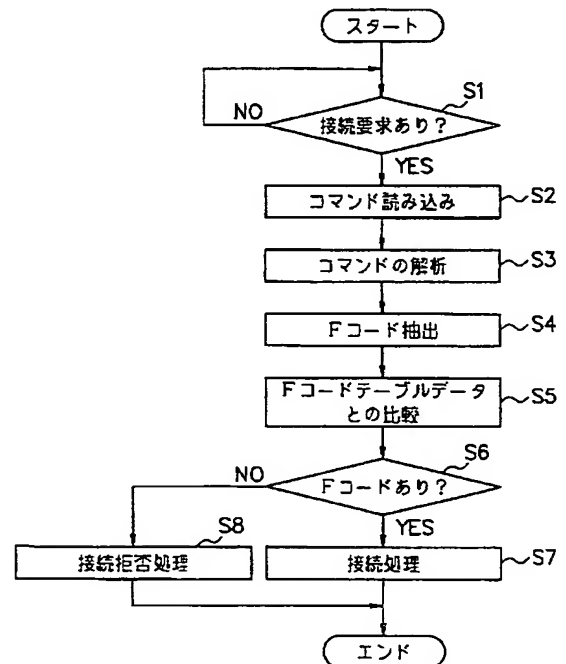 スタート
S1
接続要求あり?
NO
YES
コマンド読み込み
S2
コマンドの解析
S3
Fコード抽出
S4
Fコードテーブルデータ
との比較
S5
S6
Fコードあり?
NO
YES
S8
接続拒否処理
接続処理
S7
エンド